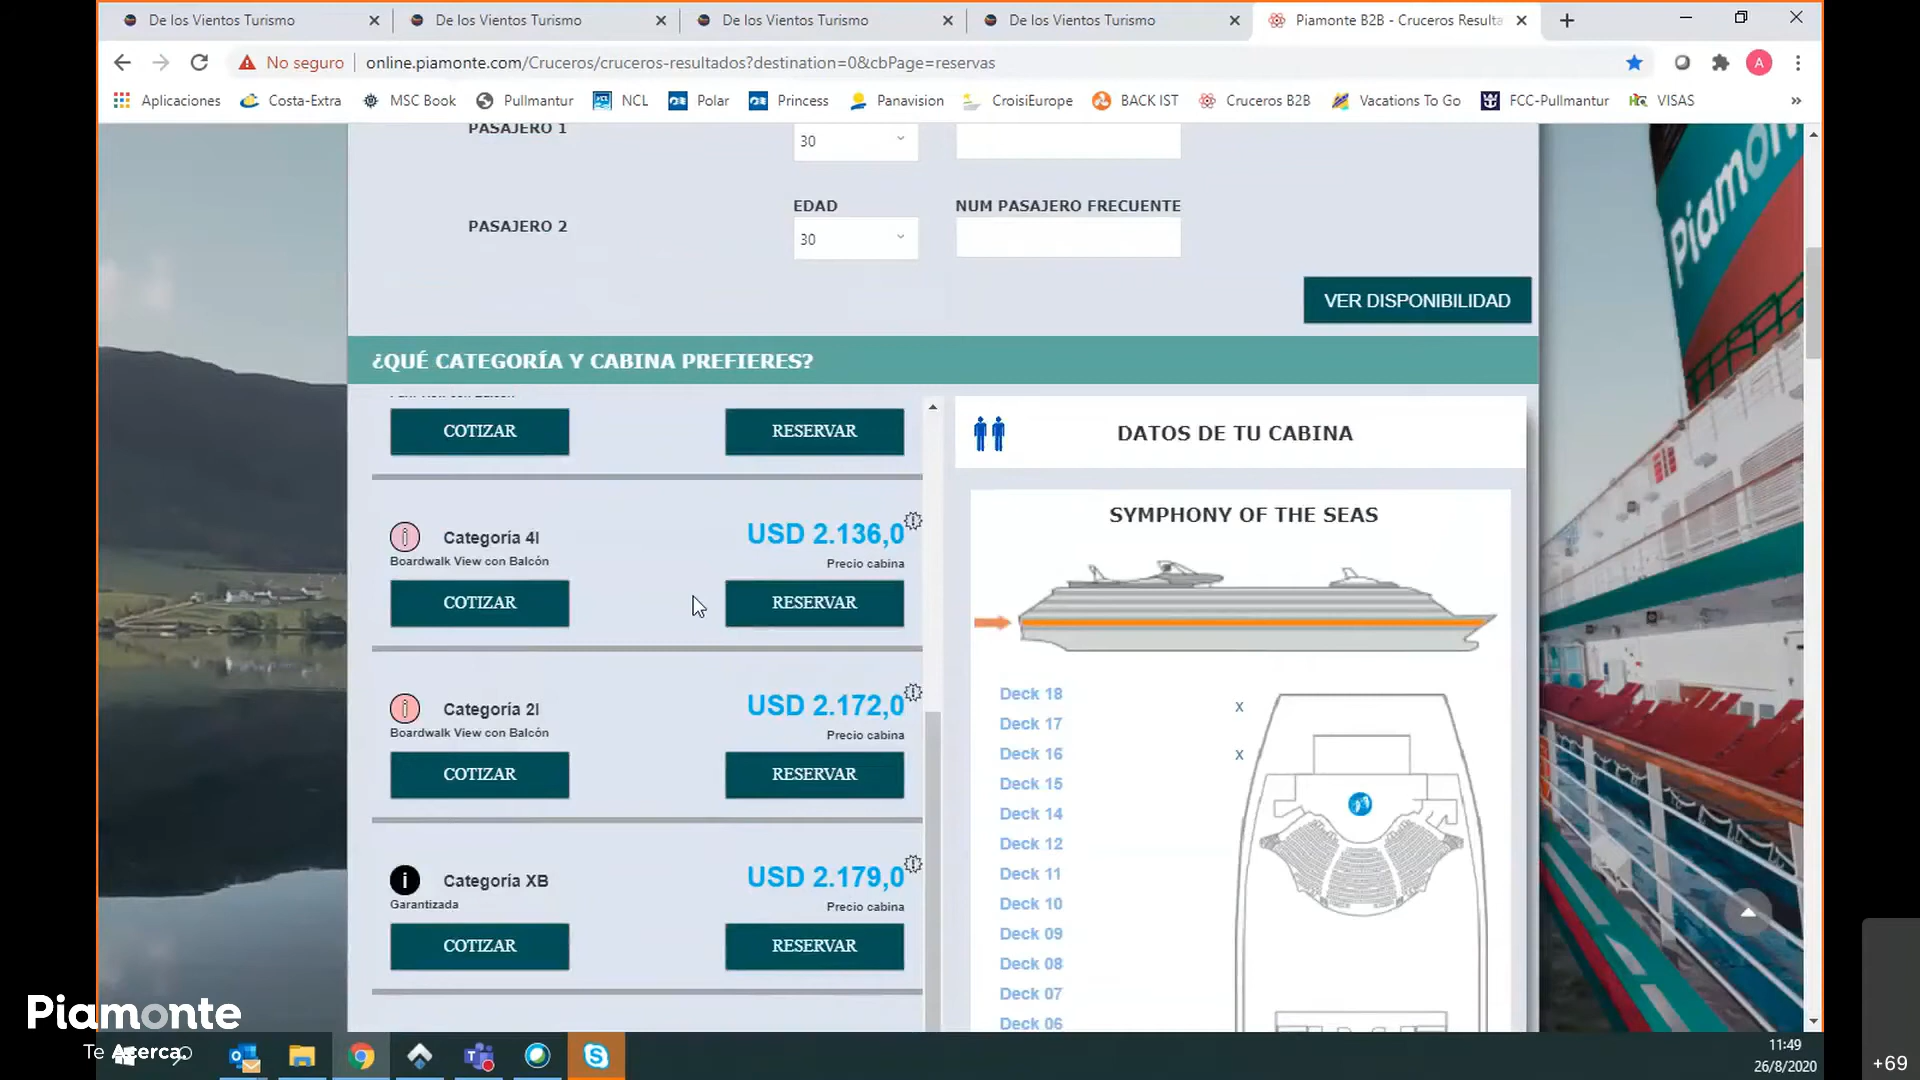 De los Vientos Turismo
De los Vientos Turismo
De los Vientos Turismo
De los Vientos Turismo
Piamonte B2B - Cruceros Resulta
No seguro
online.piamonte.com/Cruceros/cruceros-resultados?destination=0&cbPage=reservas
A
Aplicaciones
Costa-Extra
MSC Book
Pullmantur
NCL
Polar
Princess
Panavision
CroisiEurope
BACK IST
Cruceros B2B
Vacations To Go
FCC-Pullmantur
VISAS
»
PASAJERO 1
30
EDAD
NUM PASAJERO FRECUENTE
PASAJERO 2
30
VER DISPONIBILIDAD
¿QUÉ CATEGORÍA Y CABINA PREFIERES?
COTIZAR
RESERVAR
Categoría 4I
USD 2.136,0
Boardwalk View con Balcón
Precio cabina
COTIZAR
RESERVAR
Categoría 2I
USD 2.172,0
Boardwalk View con Balcón
Precio cabina
COTIZAR
RESERVAR
Categoría XB
USD 2.179,0
Garantizada
Precio cabina
COTIZAR
RESERVAR
DATOS DE TU CABINA
SYMPHONY OF THE SEAS
Deck 18
x
Deck 17
Deck 16
x
Deck 15
Deck 14
Deck 12
Deck 11
Deck 10
Deck 09
Deck 08
Deck 07
Deck 06
Piamonte
Te Acerca.
11:49
26/8/2020
+69